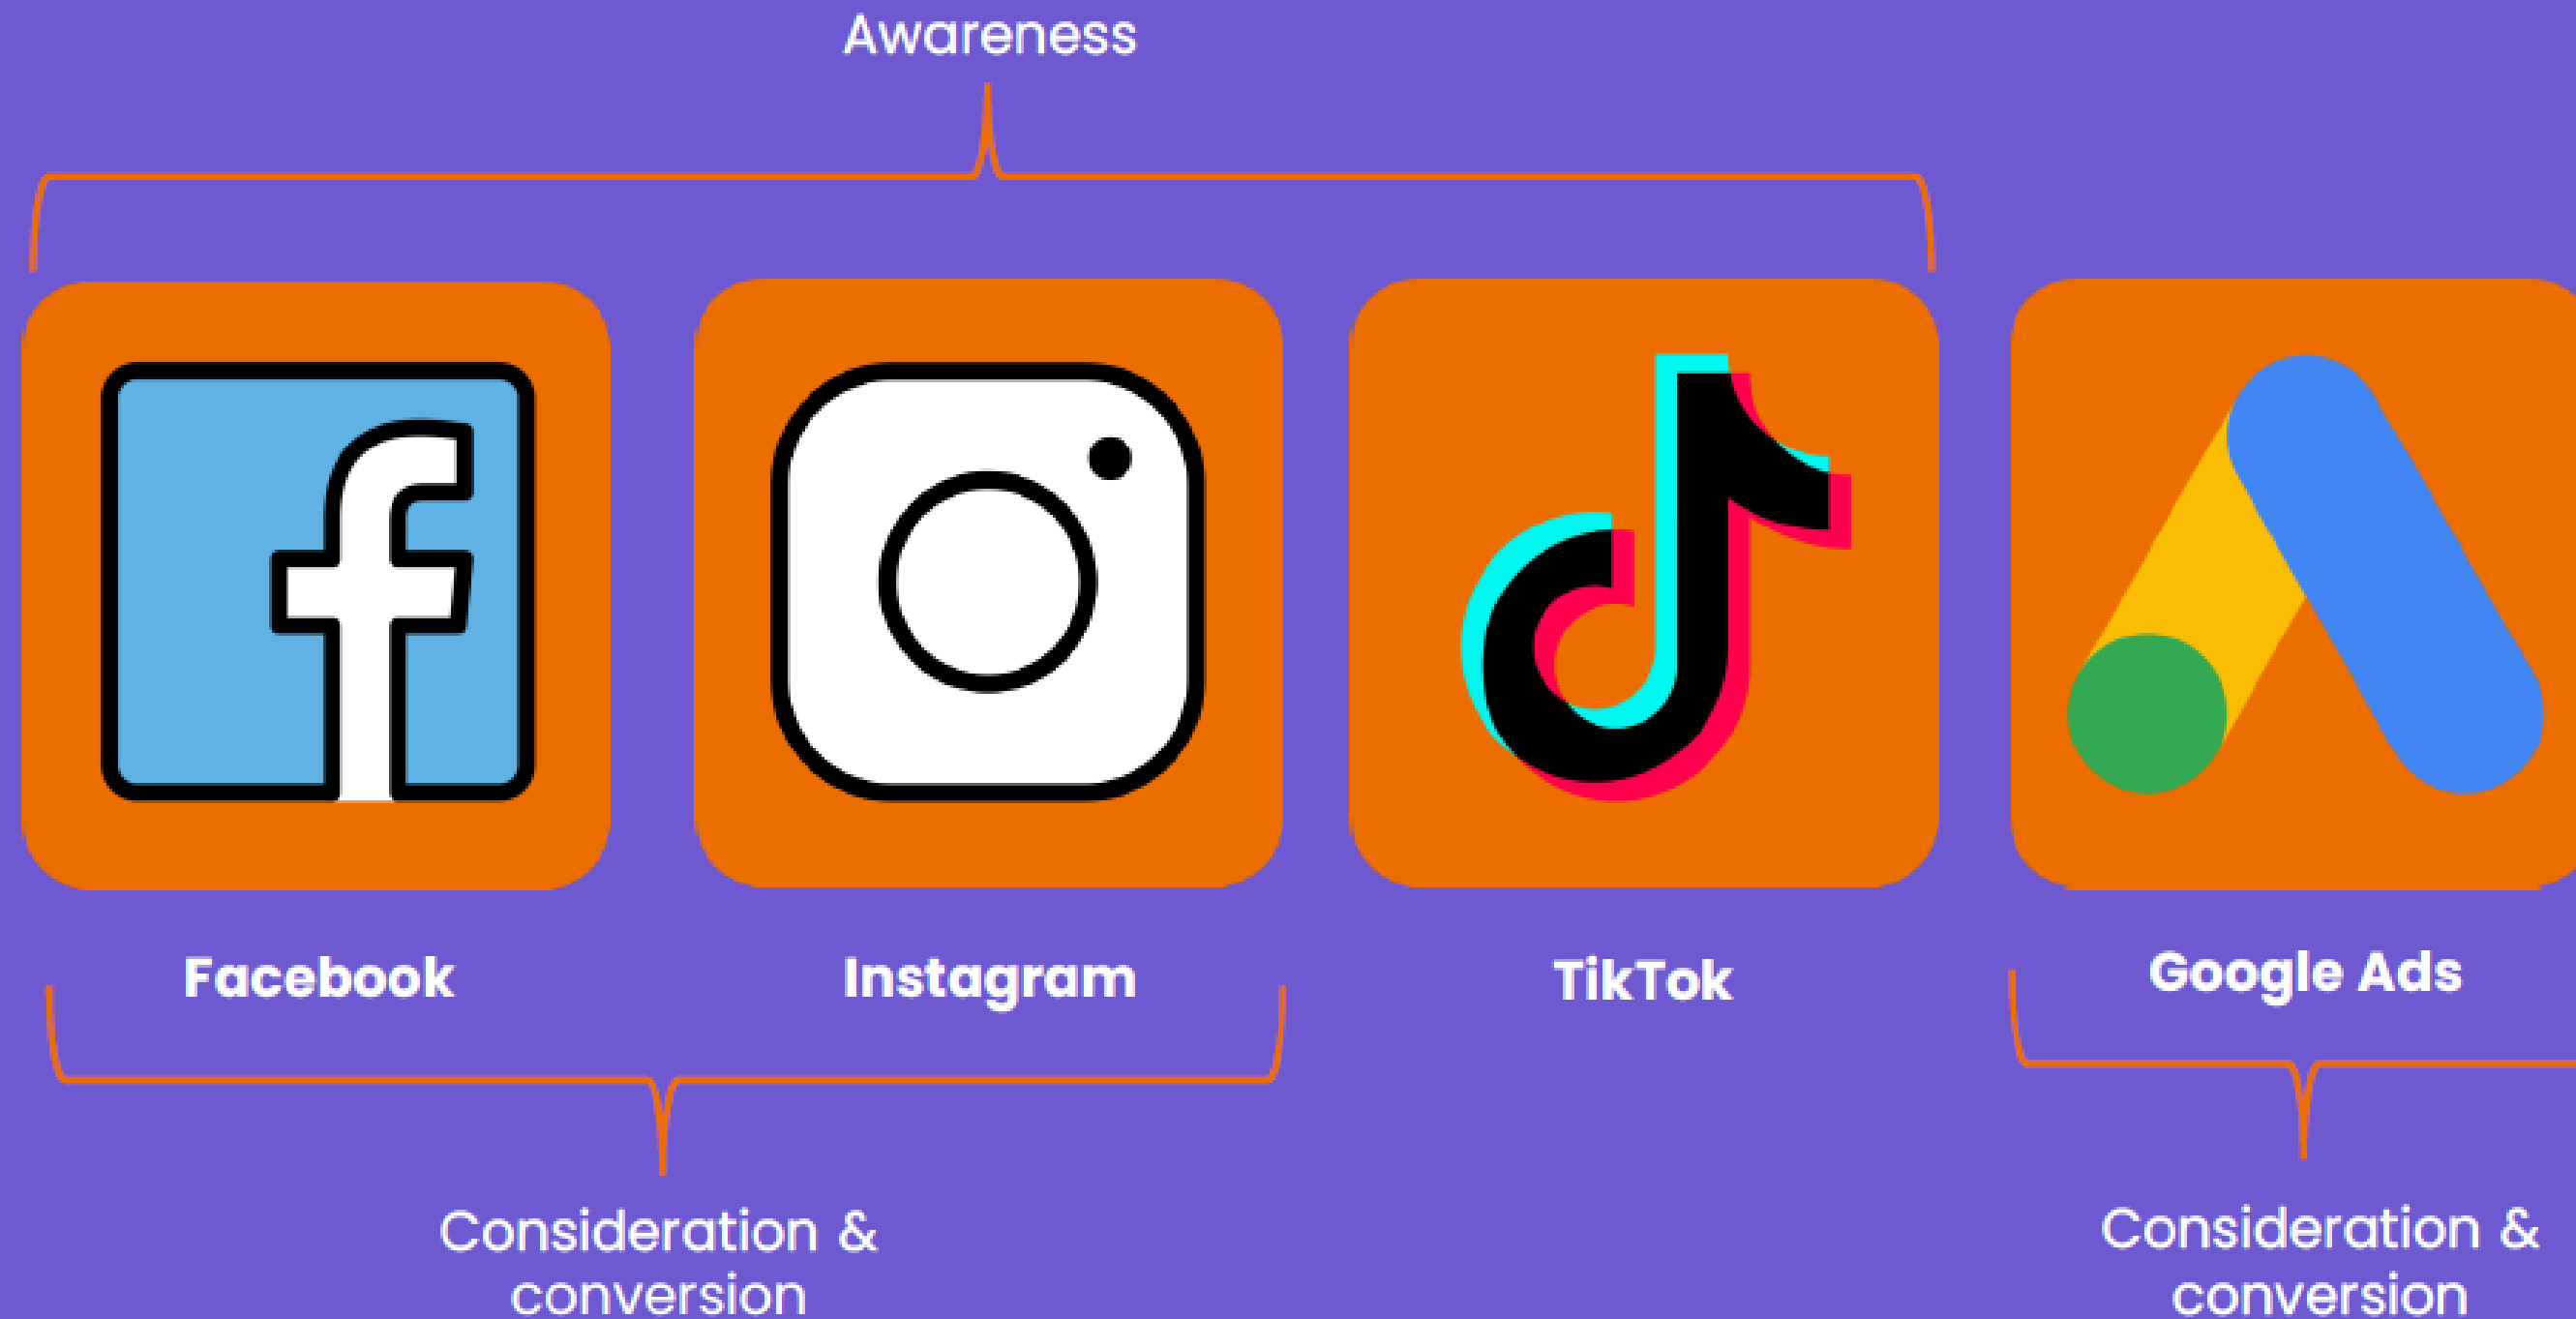 Awareness
Facebook
Instagram
TikTok
Google Ads
Consideration &
conversion
Consideration &
conversion